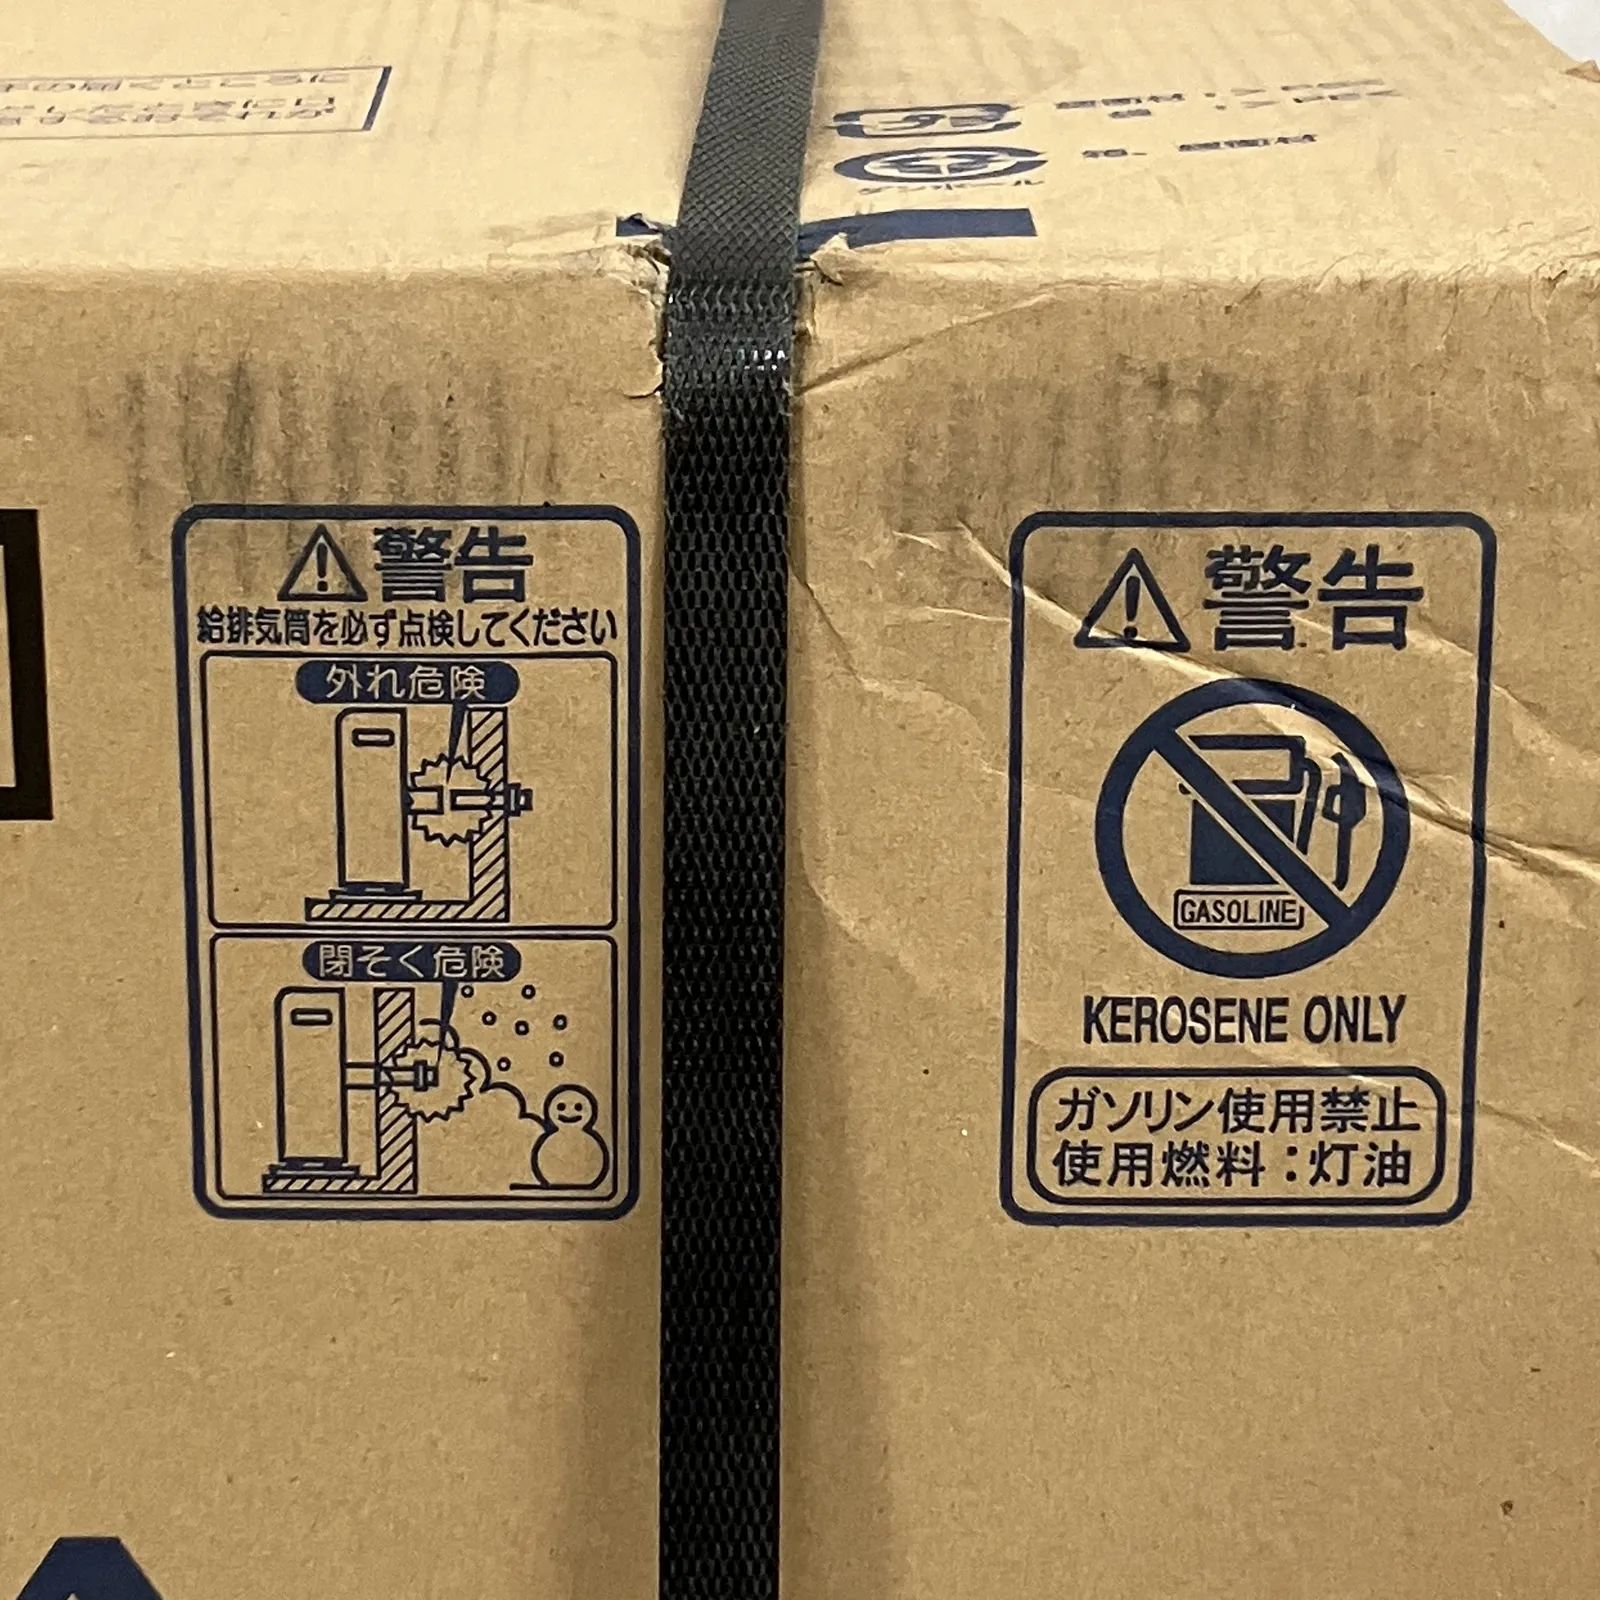 警告
給排気筒を必ず点検してください
外れ危険
閉そく危険
警告
GASOLINE
KEROSENE ONLY
ガソリン使用禁止
使用燃料：灯油